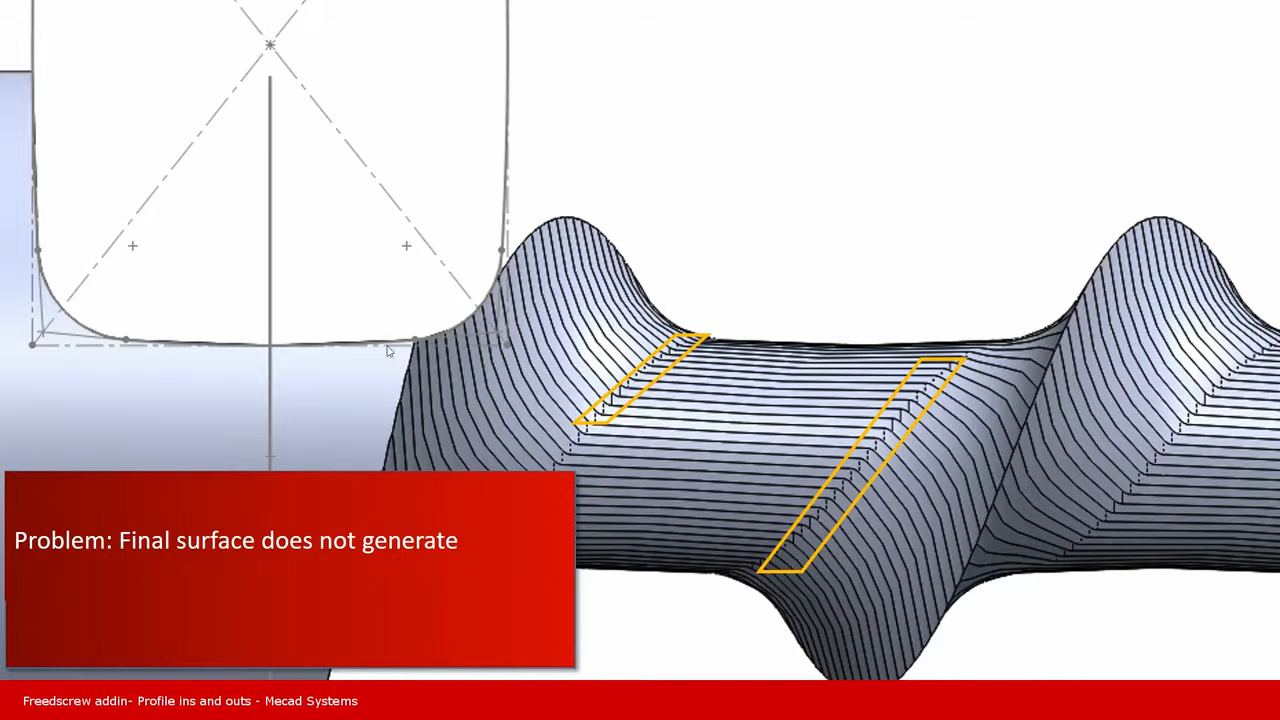 Problem: Final surface does not generate
Freedscrew addin- Profile ins and outs - Mecad Systems